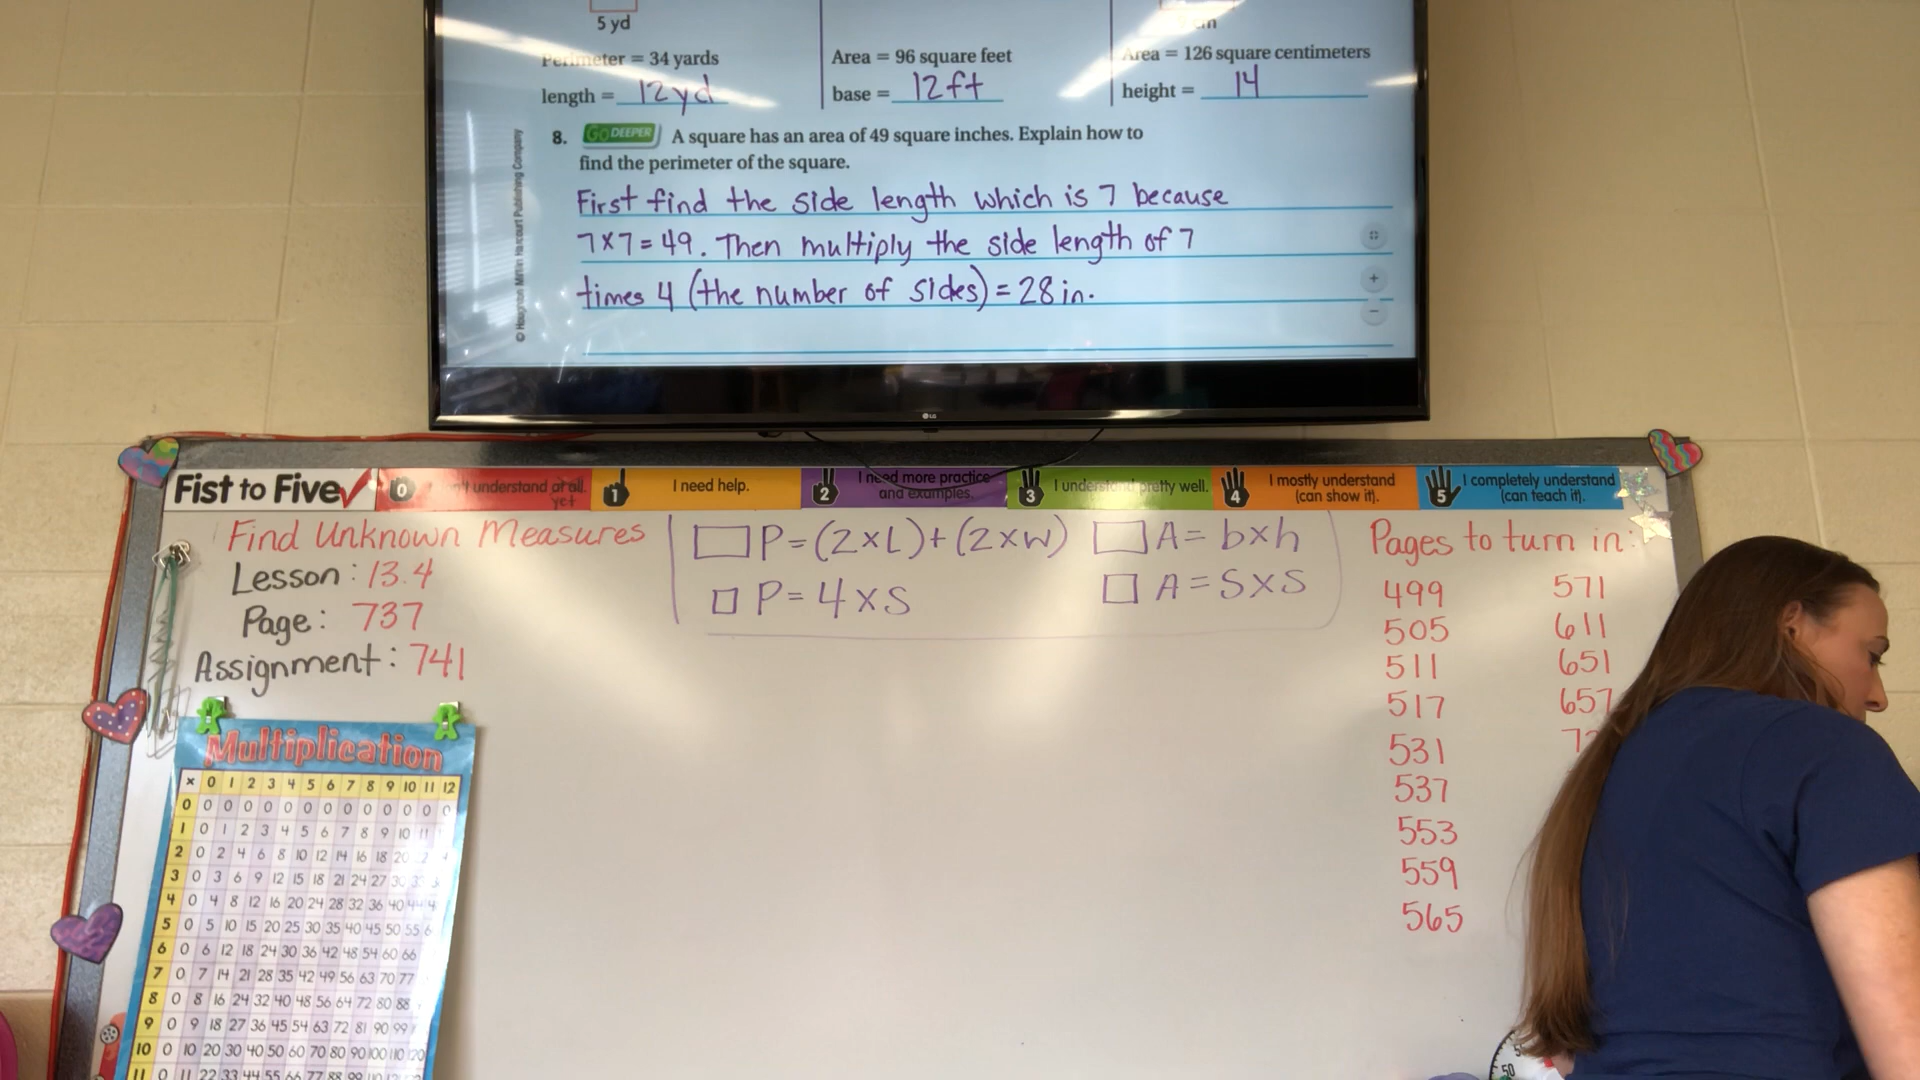 5 yd
Perimeter = 34 yards
length = 12yd
Area = 96 square feet
base = 12ft
Area = 126 square centimeters
height = 14
8. GO DEEPER A square has an area of 49 square inches. Explain how to
find the perimeter of the square.
First find the side length which is 7 because
7x7=49. Then multiply the side length of 7
times 4 (the number of sides) = 28 in.
© Houghton Mifflin Harcourt Publishing Company
LG
Fist to Five
0 understand at all.
yet
1 I need help.
2 I need more practice
and examples.
3 I understand pretty well.
4 I mostly understand
(can show it).
5 I completely understand
(can teach it).
Find Unknown Measures
Lesson: 13.4
Page: 737
Assignment: 741
P=(2xL)+(2xW)
P=4xS
A=bxh
A=SxS
Pages to turn in:
499 571
505 611
511 651
517 657
531
537
553
559
565
Multiplication
x 0 1 2 3 4 5 6 7 8 9 10 11 12
0 0 0 0 0 0 0 0 0 0 0 0 0 0
1 0 1 2 3 4 5 6 7 8 9 10 11
2 0 2 4 6 8 10 12 14 16 18 20
3 0 3 6 9 12 15 18 21 24 27 30
4 0 4 8 12 16 20 24 28 32 36 40 44
5 0 5 10 15 20 25 30 35 40 45 50 55
6 0 6 12 18 24 30 36 42 48 54 60 66
7 0 7 14 21 28 35 42 49 56 63 70 77
8 0 8 16 24 32 40 48 56 64 72 80 88
9 0 9 18 27 36 45 54 63 72 81 90 99
10 0 10 20 30 40 50 60 70 80 90 100 110 120
11 0 11 22 33 44 55 66 77 88 99
50